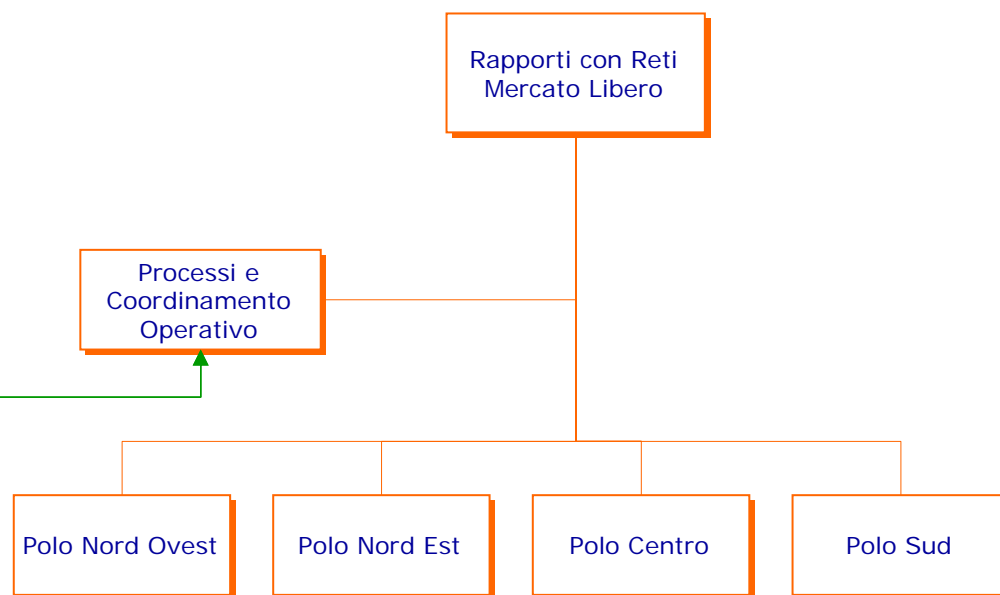 Rapporti con Reti
Mercato Libero
Processi e
Coordinamento
Operativo
Polo Nord Ovest
Polo Nord Est
Polo Centro
Polo Sud